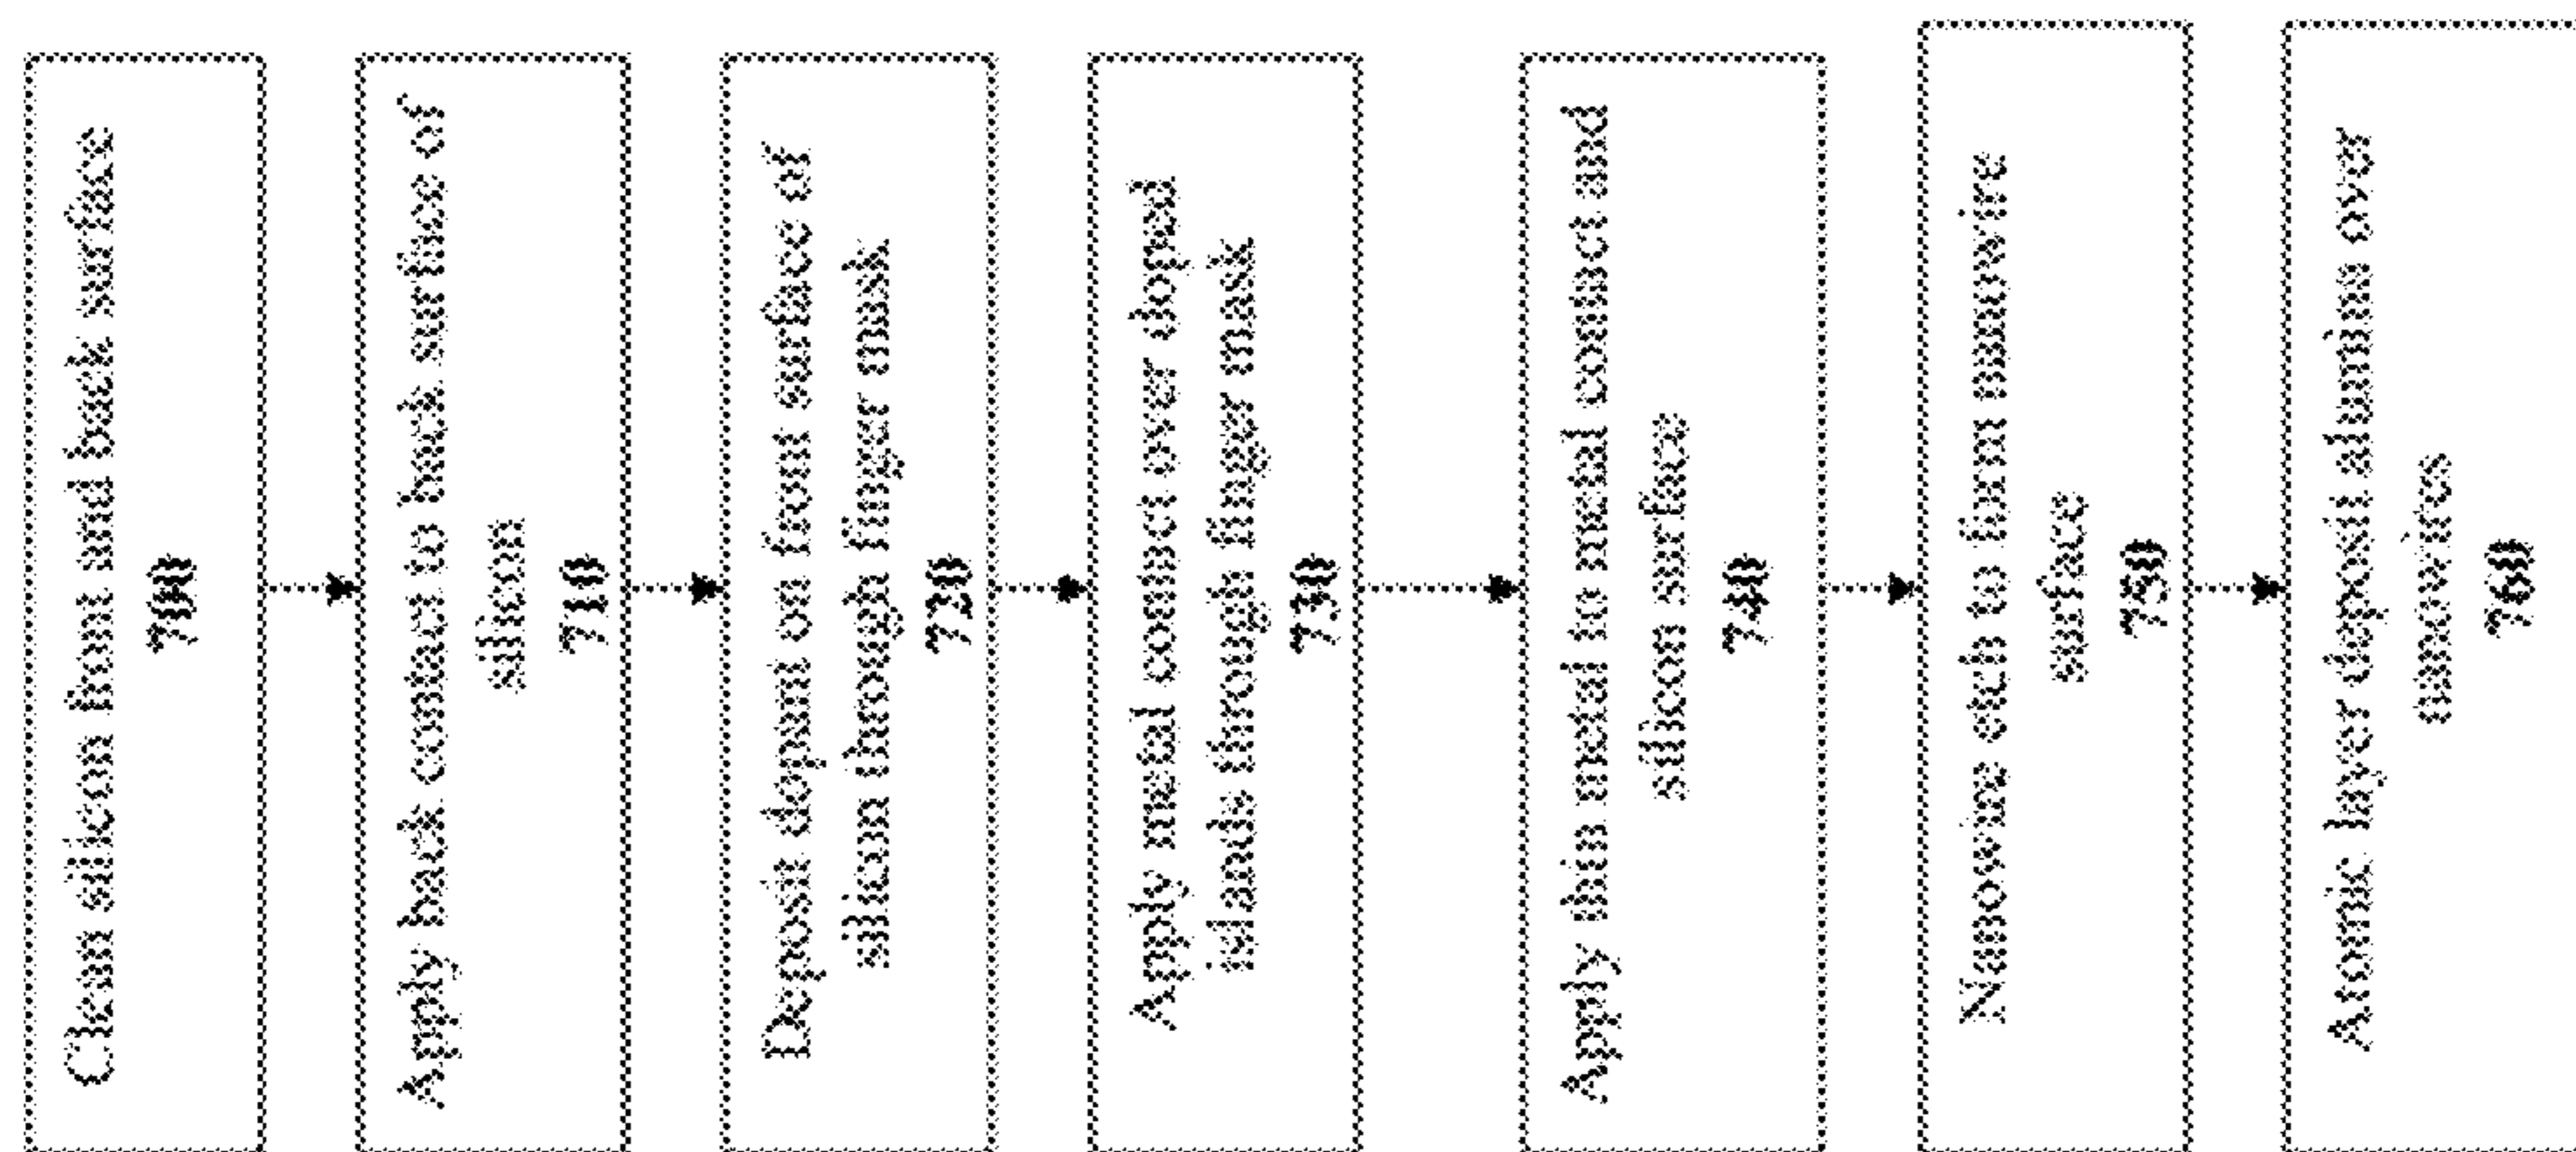 Clean silicon front and back surface
700
Apply back contact to back surface of
silicon
710
Deposit dopant on front surface of
silicon through finger mask
720
Apply metal contact over doped
islands through finger mask
730
Apply thin metal to metal contact and
silicon surface
740
Nanowire etch to form nanowire
surface
750
Atomic layer deposit alumina over
nanowires
760